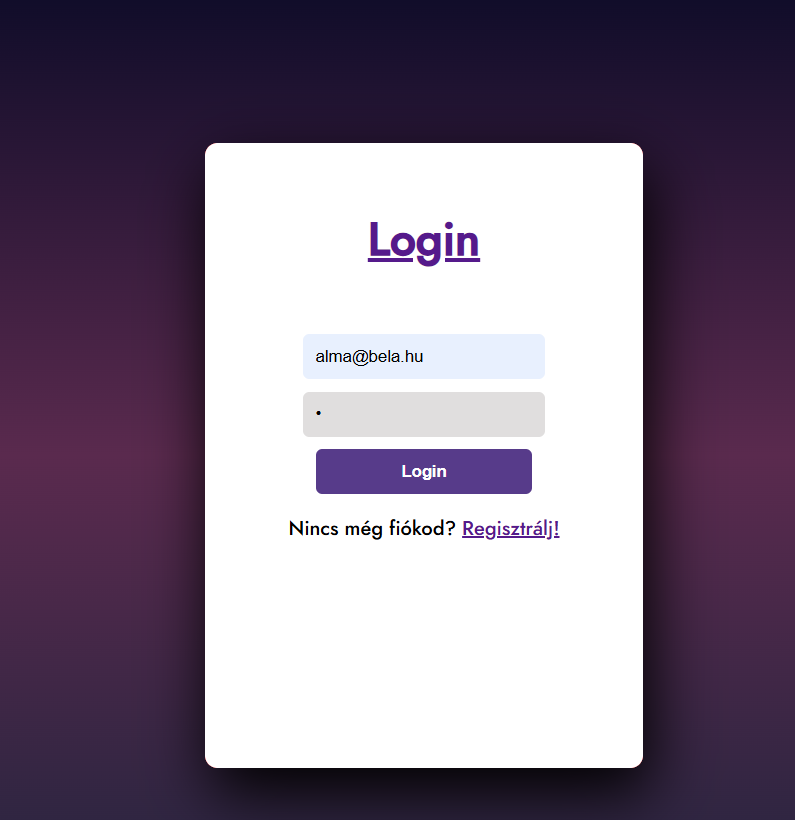 Login
alma@bela.hu
•
Login
Nincs még fiókod? Regisztrálj!